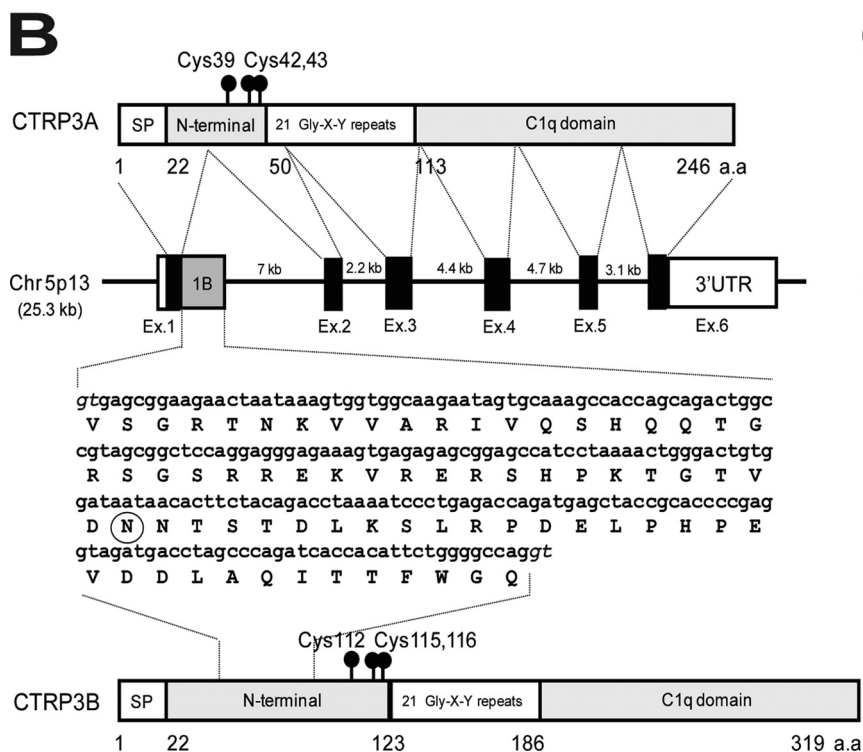 B
Cys39 Cys42,43
CTRP3A SP N-terminal 21 Gly-X-Y repeats C1q domain
1 22 50 113 246 a.a
Chr5p13 1B 7 kb 2.2 kb 4.4 kb 4.7 kb 3.1 kb 3'UTR
(25.3 kb)
Ex.1 Ex.2 Ex.3 Ex.4 Ex.5 Ex.6
gtgagcggaagaactaataaagtggtggcaagaatagtgcaaagccaccagcagactggc
V S G R T N K V V A R I V Q S H Q Q T G
cgtagcggctccaggagggagaaagtgagagagcggagccatcctaaaactgggactgtg
R S G S R R E K V R E R S H P K T G T V
gataataacacttctacagacctaaaatccctgagaccagatgagctaccgcaccccgag
D N N T S T D L K S L R P D E L P H P E
gtagatgacctagcccagatcaccacattctggggccaggt
V D D L A Q I T T F W G Q
Cys112 Cys115,116
CTRP3B SP N-terminal 21 Gly-X-Y repeats C1q domain
1 22 123 186 319 a.a